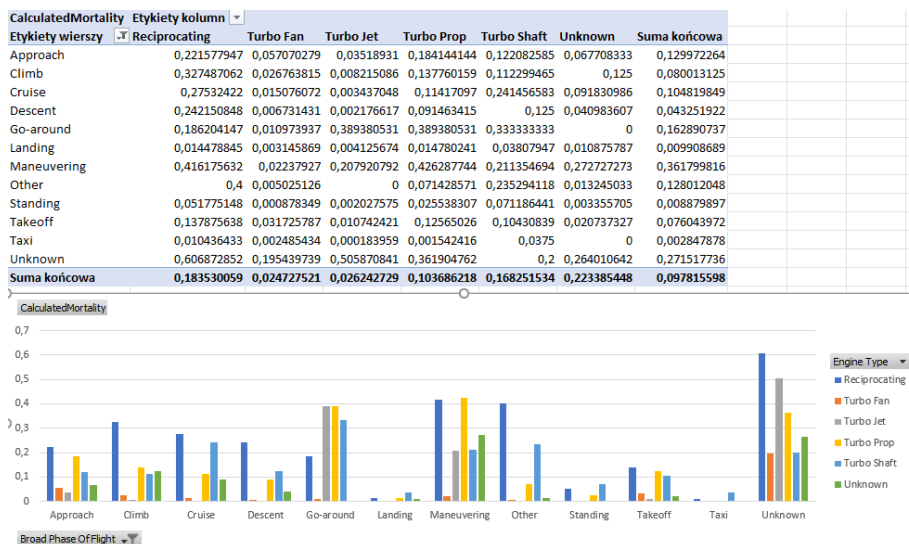 CalculatedMortality Etykiety kolumn
Etykiety wierszy Reciprocating Turbo Fan Turbo Jet Turbo Prop Turbo Shaft Unknown Suma końcowa
Approach 0,221577947 0,057070279 0,03518931 0,184144144 0,122082585 0,067708333 0,129972264
Climb 0,327487062 0,026763815 0,008215086 0,137760159 0,112299465 0,125 0,080013125
Cruise 0,27532422 0,015076072 0,003437048 0,11417097 0,241456583 0,091830986 0,104819849
Descent 0,242150848 0,006731431 0,002176617 0,091463415 0,125 0,040983607 0,043251922
Go-around 0,186204147 0,010973937 0,389380531 0,389380531 0,333333333 0 0,162890737
Landing 0,014478845 0,003145869 0,004125674 0,014780241 0,03807947 0,010875787 0,009908689
Maneuvering 0,416175632 0,02237927 0,207920792 0,426287744 0,211354694 0,272727273 0,361799816
Other 0,4 0,005025126 0 0,071428571 0,235294118 0,013245033 0,128012048
Standing 0,051775148 0,000878349 0,002027575 0,025538307 0,071186441 0,003355705 0,008879897
Takeoff 0,137875638 0,031725787 0,010742421 0,12565026 0,10430839 0,020737327 0,076043972
Taxi 0,010436433 0,002485434 0,000183959 0,001542416 0,0375 0 0,002847878
Unknown 0,606872852 0,195439739 0,505870841 0,361904762 0,2 0,264010642 0,271517736
Suma końcowa 0,183530059 0,024727521 0,026242729 0,103686218 0,168251534 0,223385448 0,097815598
CalculatedMortality
0,7
0,6
0,5
0,4
0,3
0,2
0,1
0
Approach Climb Cruise Descent Go-around Landing Maneuvering Other Standing Takeoff Taxi Unknown
Engine Type
Reciprocating
Turbo Fan
Turbo Jet
Turbo Prop
Turbo Shaft
Unknown
Broad Phase Of Flight